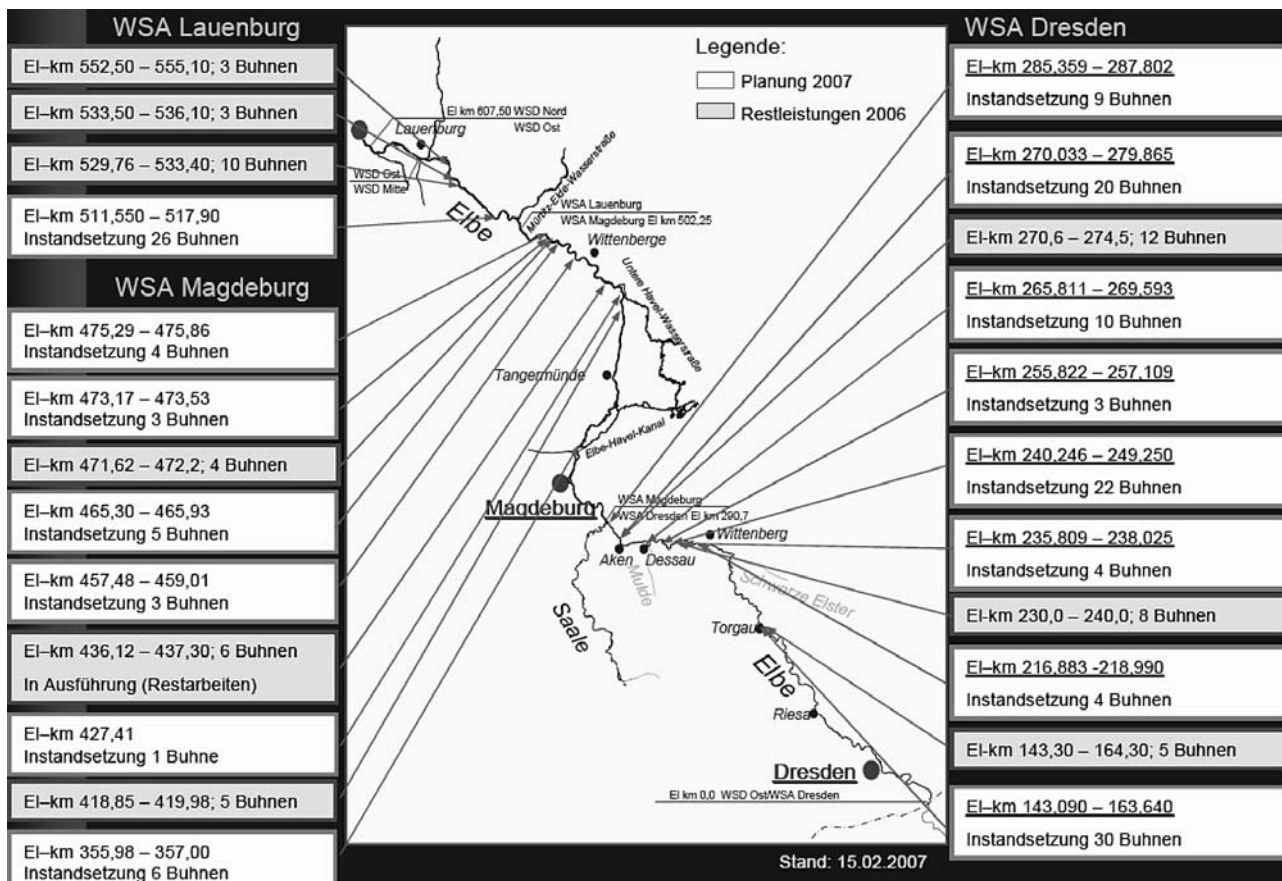 WSA Lauenburg
El–km 552,50 – 555,10; 3 Buhnen
El–km 533,50 – 536,10; 3 Buhnen
El–km 529,76 – 533,40; 10 Buhnen
El–km 511,550 – 517,90
Instandsetzung 26 Buhnen
WSA Magdeburg
El–km 475,29 – 475,86
Instandsetzung 4 Buhnen
El–km 473,17 – 473,53
Instandsetzung 3 Buhnen
El–km 471,62 – 472,2; 4 Buhnen
El–km 465,30 – 465,93
Instandsetzung 5 Buhnen
El–km 457,48 – 459,01
Instandsetzung 3 Buhnen
El–km 436,12 – 437,30; 6 Buhnen
In Ausführung (Restarbeiten)
El–km 427,41
Instandsetzung 1 Buhne
El–km 418,85 – 419,98; 5 Buhnen
El–km 355,98 – 357,00
Instandsetzung 6 Buhnen
Legende:
Planung 2007
Restleistungen 2006
El km 607,50 WSD Nord
WSD Ost
Lauenburg
WSD Ost
WSD Mitte
Müritz-Elde-Wasserstraße
Elbe
WSA Lauenburg
WSA Magdeburg El km 502,25
Wittenberge
Untere Havel-Wasserstraße
Tangermünde
Elbe-Havel-Kanal
Magdeburg
WSA Magdeburg
WSA Dresden El km 290,7
Wittenberg
Aken
Dessau
Mulde
Schwarze Elster
Saale
Torgau
Elbe
Riesa
Dresden
El km 0,0 WSD Ost/WSA Dresden
Stand: 15.02.2007
WSA Dresden
El–km 285,359 – 287,802
Instandsetzung 9 Buhnen
El–km 270,033 – 279,865
Instandsetzung 20 Buhnen
El-km 270,6 – 274,5; 12 Buhnen
El–km 265,811 – 269,593
Instandsetzung 10 Buhnen
El–km 255,822 – 257,109
Instandsetzung 3 Buhnen
El–km 240,246 – 249,250
Instandsetzung 22 Buhnen
El–km 235,809 – 238,025
Instandsetzung 4 Buhnen
El-km 230,0 – 240,0; 8 Buhnen
El–km 216,883 -218,990
Instandsetzung 4 Buhnen
El-km 143,30 – 164,30; 5 Buhnen
El–km 143,090 – 163,640
Instandsetzung 30 Buhnen